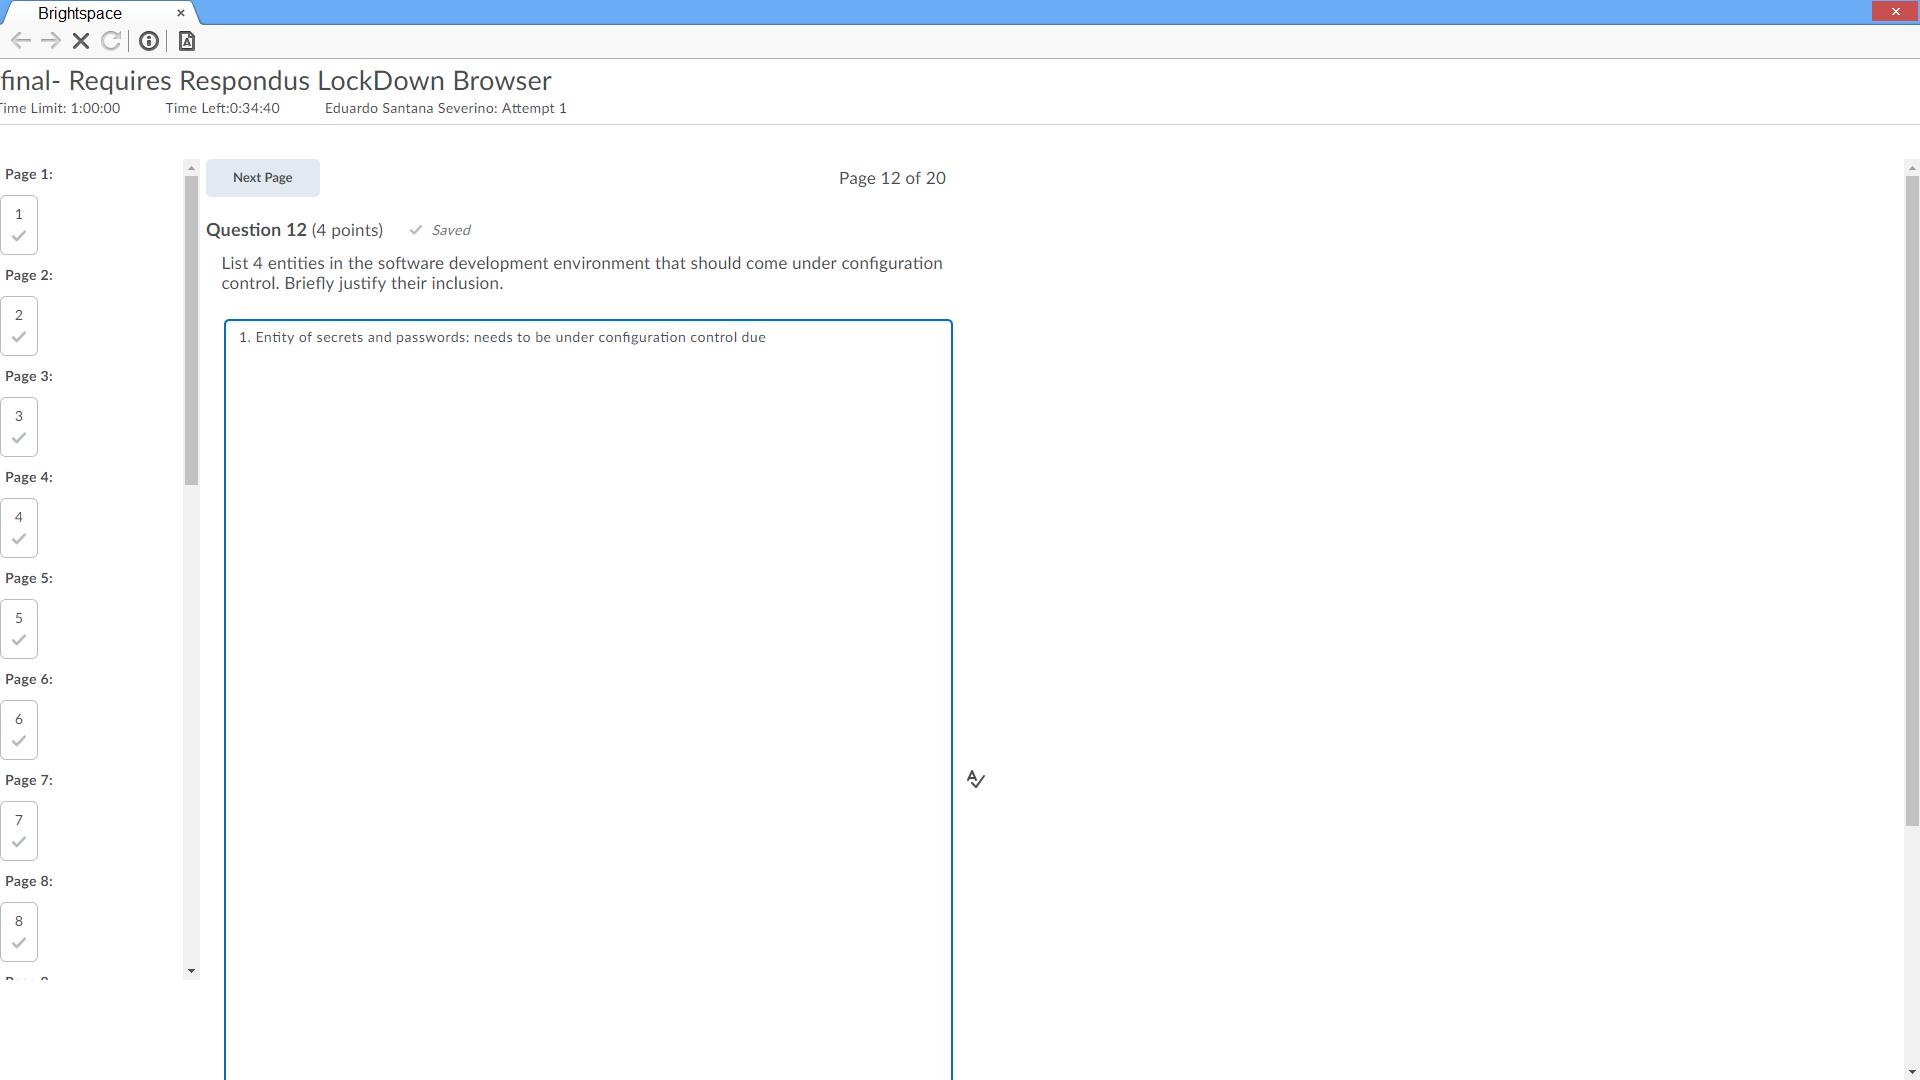 Brightspace
final- Requires Respondus LockDown Browser
Time Limit: 1:00:00 Time Left:0:34:40 Eduardo Santana Severino: Attempt 1
Page 1:
1
Page 2:
2
Page 3:
3
Page 4:
4
Page 5:
5
Page 6:
6
Page 7:
7
Page 8:
8
Next Page
Page 12 of 20
Question 12 (4 points) Saved
List 4 entities in the software development environment that should come under configuration
control. Briefly justify their inclusion.
1. Entity of secrets and passwords: needs to be under configuration control due